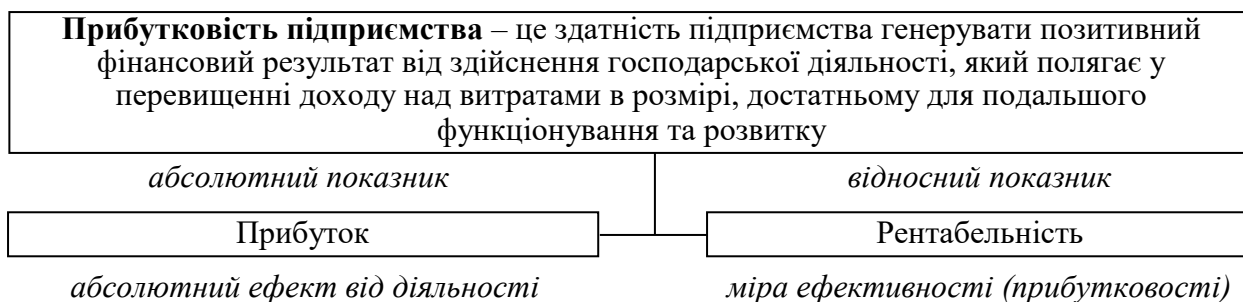 Прибутковість підприємства – це здатність підприємства генерувати позитивний
фінансовий результат від здійснення господарської діяльності, який полягає у
перевищенні доходу над витратами в розмірі, достатньому для подальшого
функціонування та розвитку
абсолютний показник
відносний показник
Прибуток
Рентабельність
абсолютний ефект від діяльності
міра ефективності (прибутковості)